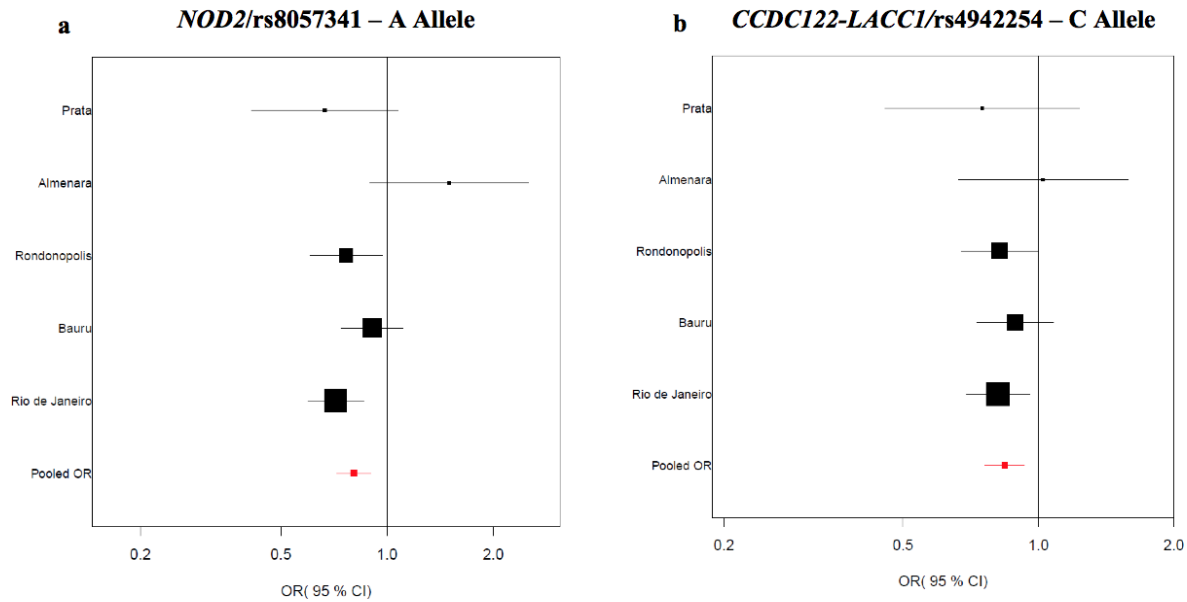 a
NOD2/rs8057341 – A Allele
Prata
Almenara
Rondonopolis
Bauru
Rio de Janeiro
Pooled OR
0.2 0.5 1.0 2.0
OR( 95 % CI)
b
CCDC122-LACC1/rs4942254 – C Allele
Prata
Almenara
Rondonopolis
Bauru
Rio de Janeiro
Pooled OR
0.2 0.5 1.0 2.0
OR( 95 % CI)